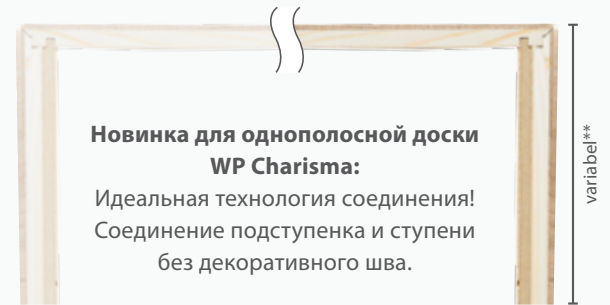 Новинка для однополосной доски
WP Charisma:
Идеальная технология соединения!
Соединение подступенка и ступени
без декоративного шва.
variabel**